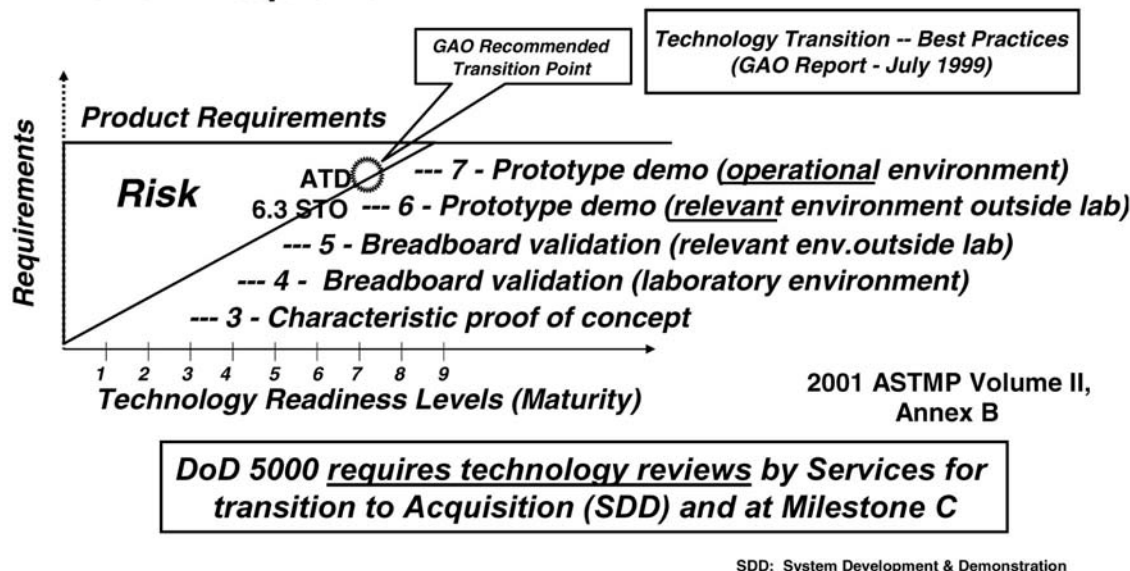 GAO Recommended
Transition Point
Technology Transition -- Best Practices
(GAO Report - July 1999)
Requirements
Product Requirements
Risk
ATD
--- 7 - Prototype demo (operational environment)
6.3 STO
--- 6 - Prototype demo (relevant environment outside lab)
--- 5 - Breadboard validation (relevant env.outside lab)
--- 4 - Breadboard validation (laboratory environment)
--- 3 - Characteristic proof of concept
1 2 3 4 5 6 7 8 9
Technology Readiness Levels (Maturity)
2001 ASTMP Volume II,
Annex B
DoD 5000 requires technology reviews by Services for
transition to Acquisition (SDD) and at Milestone C
SDD: System Development & Demonstration